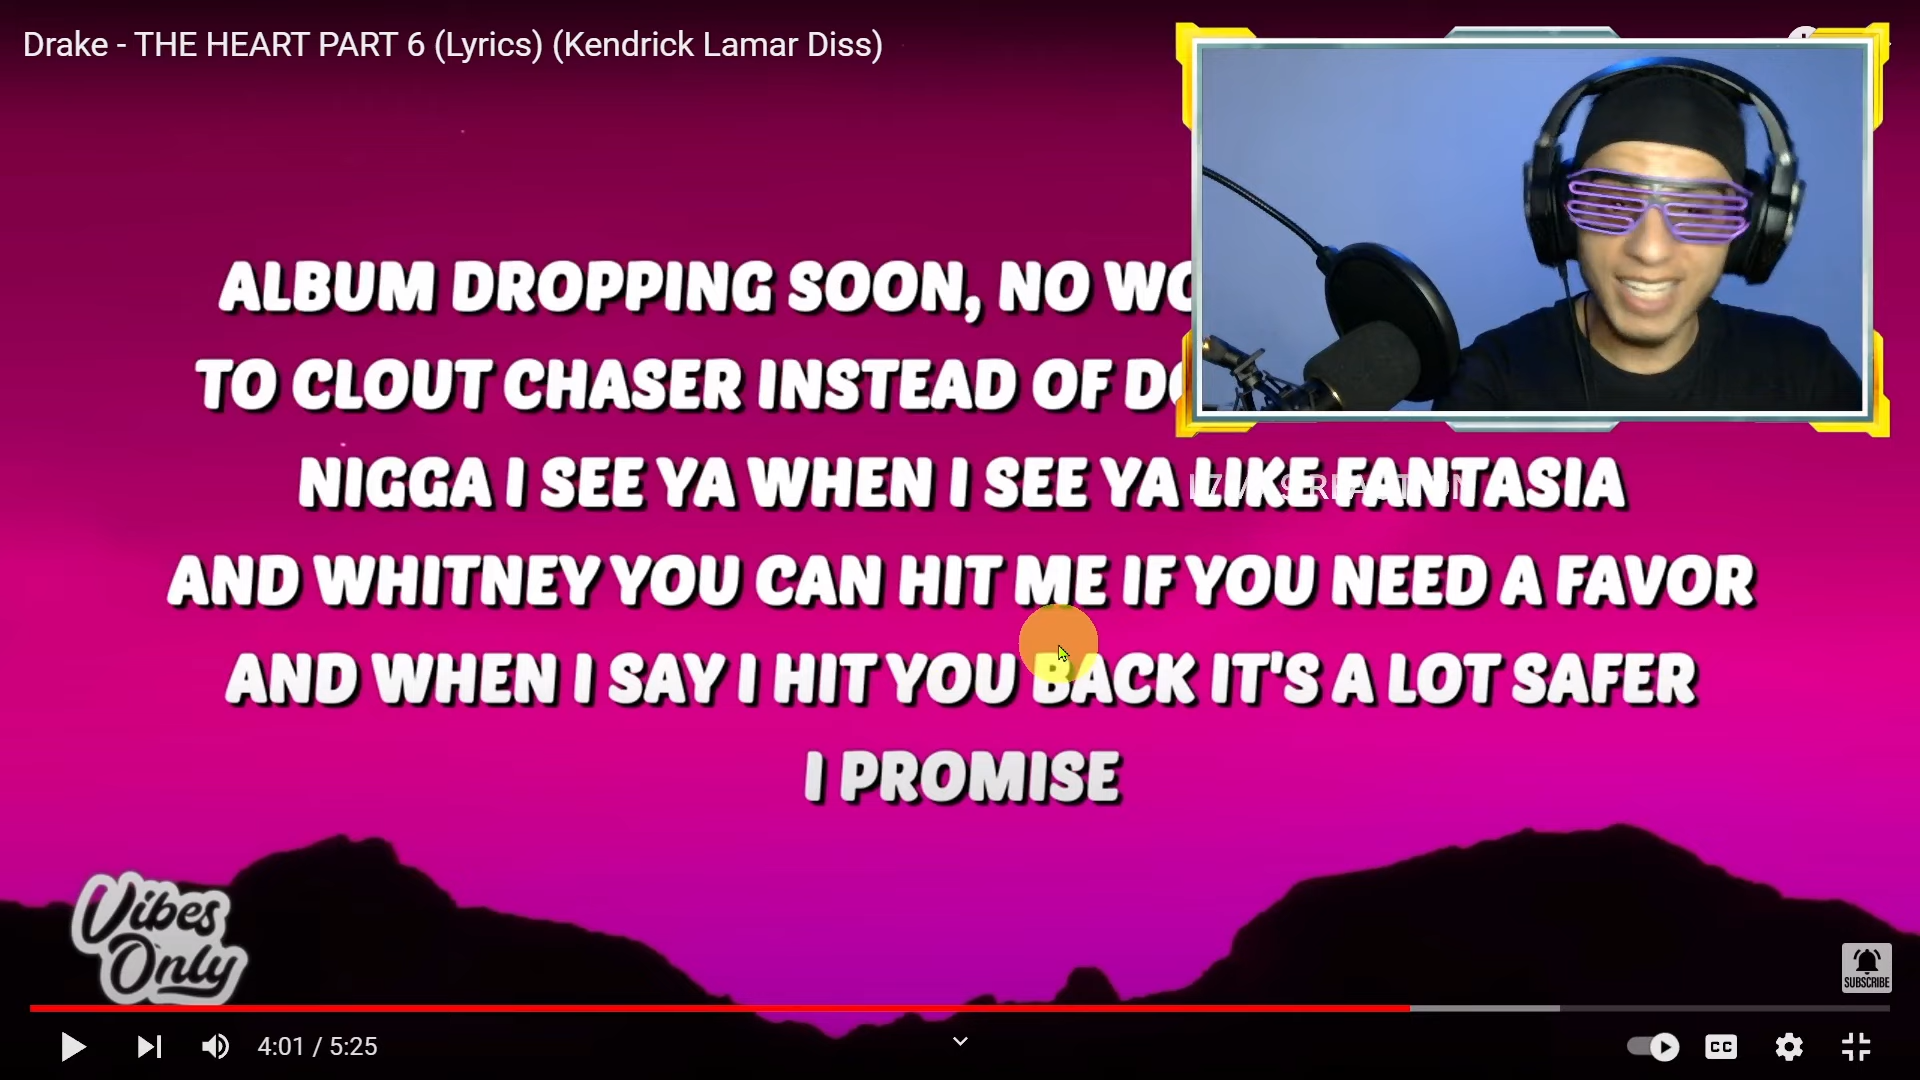 Drake - THE HEART PART 6 (Lyrics) (Kendrick Lamar Diss)
ALBUM DROPPING SOON, NO
TO CLOUT CHASER INSTEAD OF
NIGGA I SEE YA WHEN I SEE YA LIKE FANTASIA
AND WHITNEY YOU CAN HIT ME IF YOU NEED A FAVOR
AND WHEN I SAY I HIT YOU BACK IT'S A LOT SAFER
I PROMISE
Vibes
Only
SUBSCRIBE
4:01 / 5:25
CC